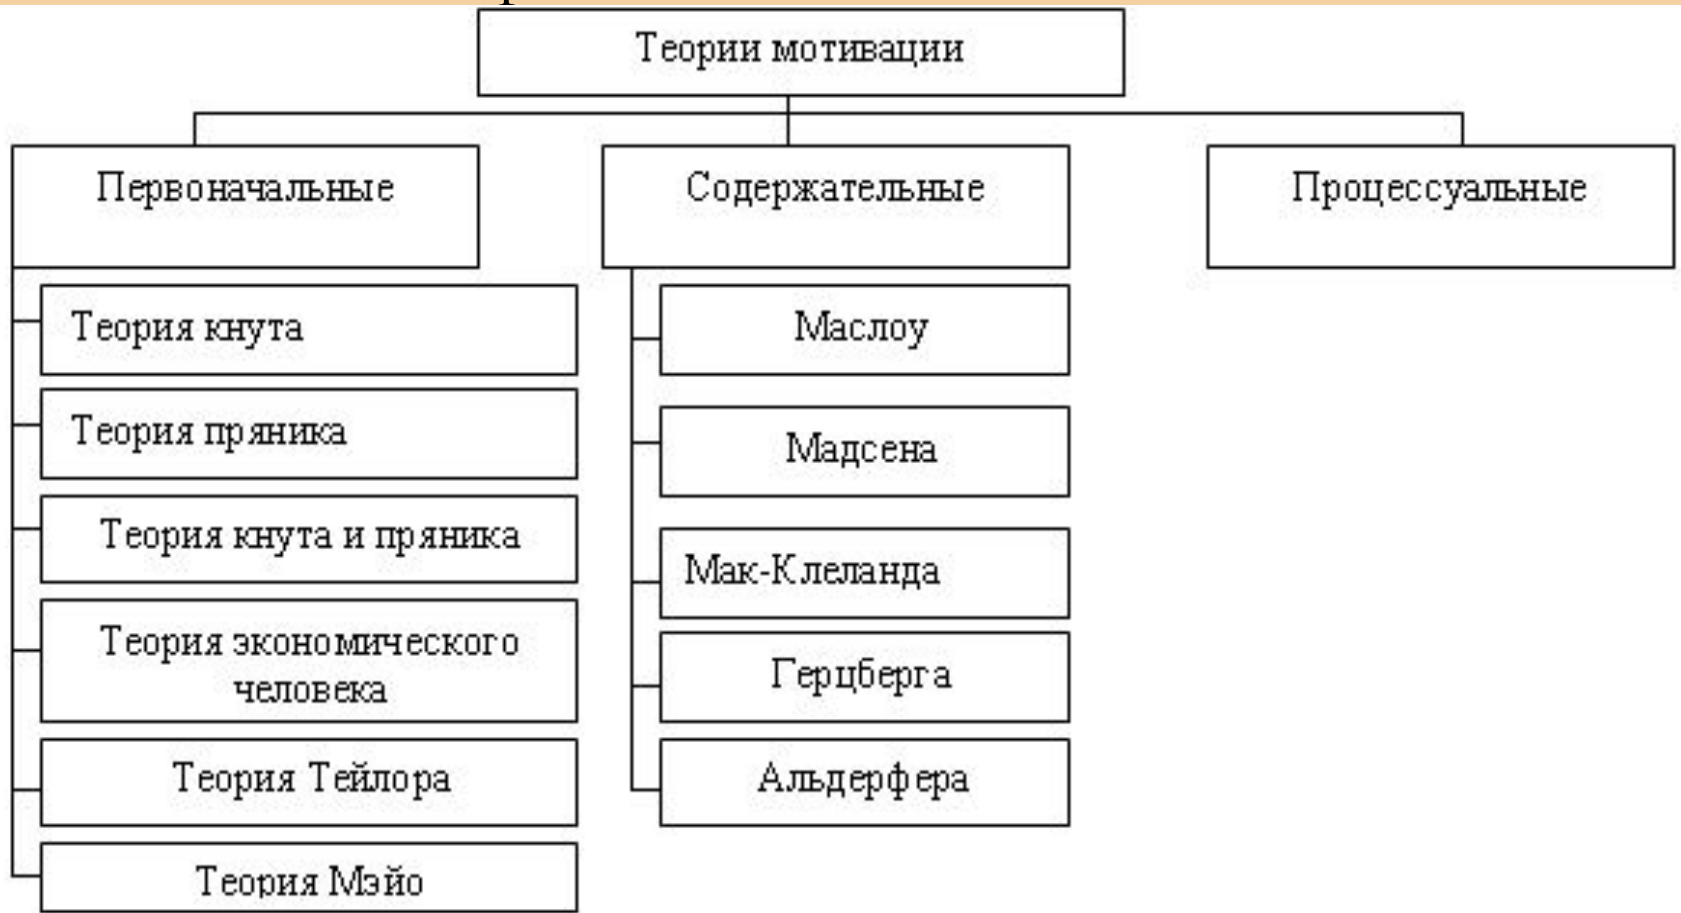 Теории мотивации
Первоначальные
Содержательные
Процессуальные
Теория кнута
Теория пряника
Теория кнута и пряника
Теория экономического
человека
Теория Тейлора
Теория Мэйо
Маслоу
Мадсена
Мак-Клеланда
Герцберга
Альдерфера